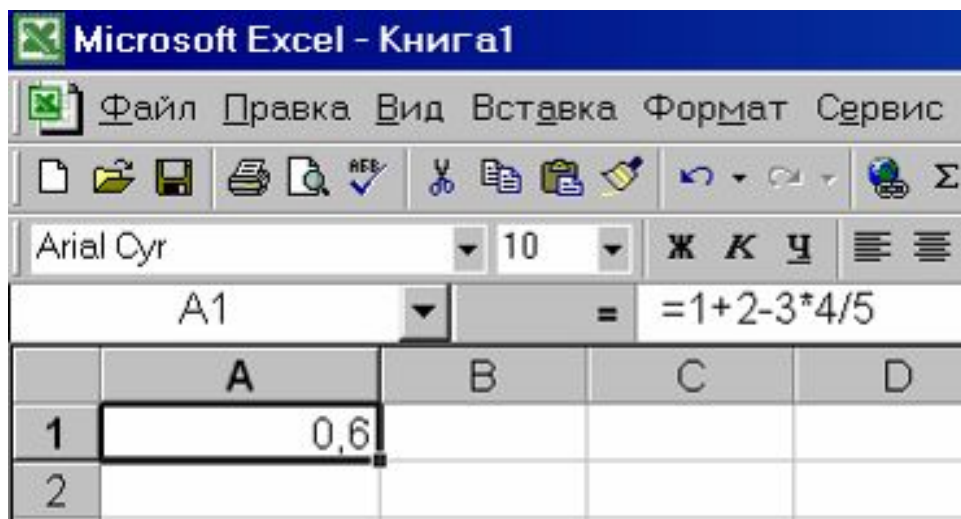 Microsoft Excel - Книга1
Файл Правка Вид Вставка Формат Сервис
Arial Cyr 10 Ж К Ч
A1 = =1+2-3*4/5
A B C D
1 0,6
2